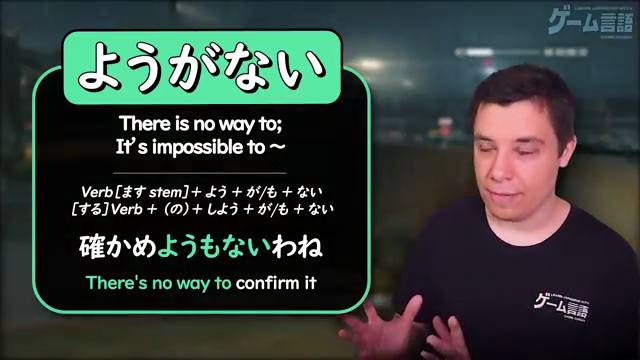 ようがない
There is no way to;
It's impossible to ～
Verb [ます stem] + よう + が/も + ない
[する] Verb + (の) + しよう + が/も + ない
確かめようもないわね
There's no way to confirm it
ゲーム言語
ゲーム言語